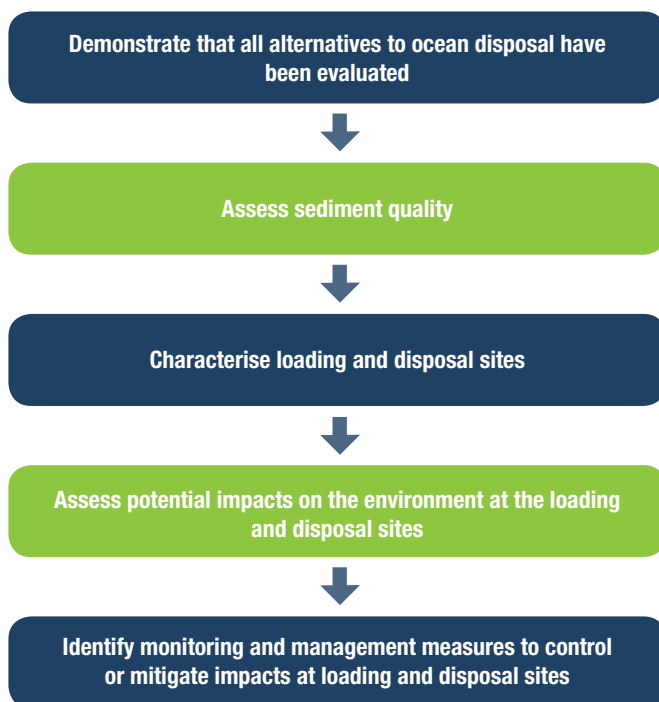 Demonstrate that all alternatives to ocean disposal have
been evaluated
Assess sediment quality
Characterise loading and disposal sites
Assess potential impacts on the environment at the loading
and disposal sites
Identify monitoring and management measures to control
or mitigate impacts at loading and disposal sites